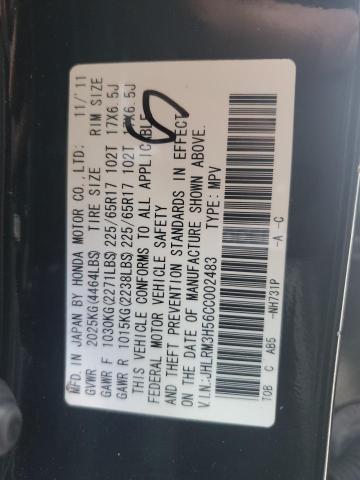 MFD. IN JAPAN BY HONDA MOTOR CO.,LTD: 11/'11
GVWR 2025KG(4464LBS) TIRE SIZE RIM SIZE
GAWR F 1030KG(2271LBS) 225/65R17 102T 17X6.5J
GAWR R 1015KG(2238LBS) 225/65R17 102T 17X6.5J
THIS VEHICLE CONFORMS TO ALL APPLICABLE
FEDERAL MOTOR VEHICLE SAFETY
AND THEFT PREVENTION STANDARDS IN EFFECT
ON THE DATE OF MANUFACTURE SHOWN ABOVE.
V.I.N:JHLRM3H56CC002483 TYPE: MPV
T0B C AB5 -NH731P -A -C